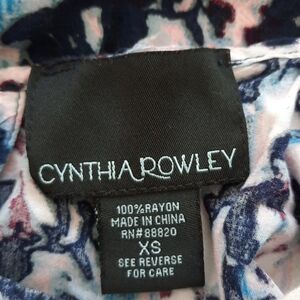 CYNTHIA ROWLEY
100% RAYON
MADE IN CHINA
RN#88820
XS
SEE REVERSE
FOR CARE